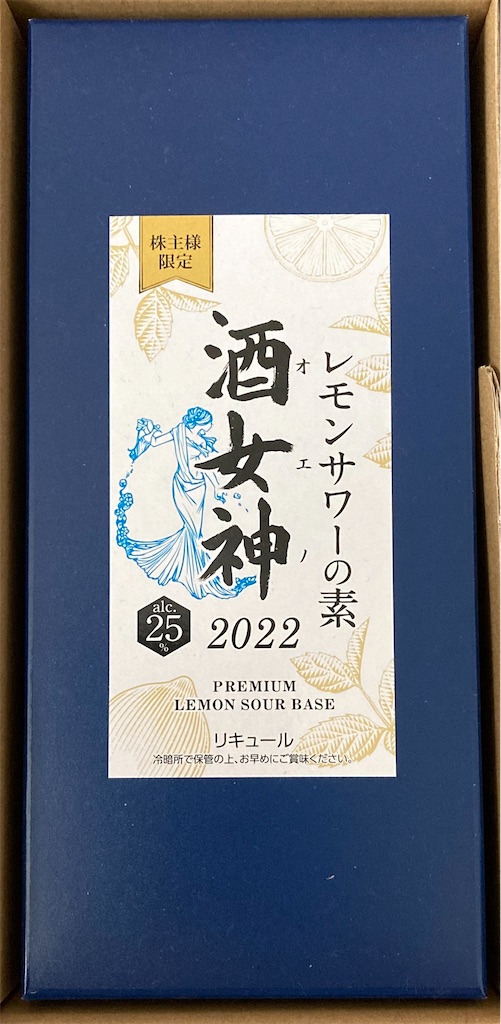 株主様
限定
レモンサワーの素
酒女神
オエノ
alc.
25
%
2022
PREMIUM
LEMON SOUR BASE
リキュール
冷暗所で保管の上、お早めにご賞味ください。